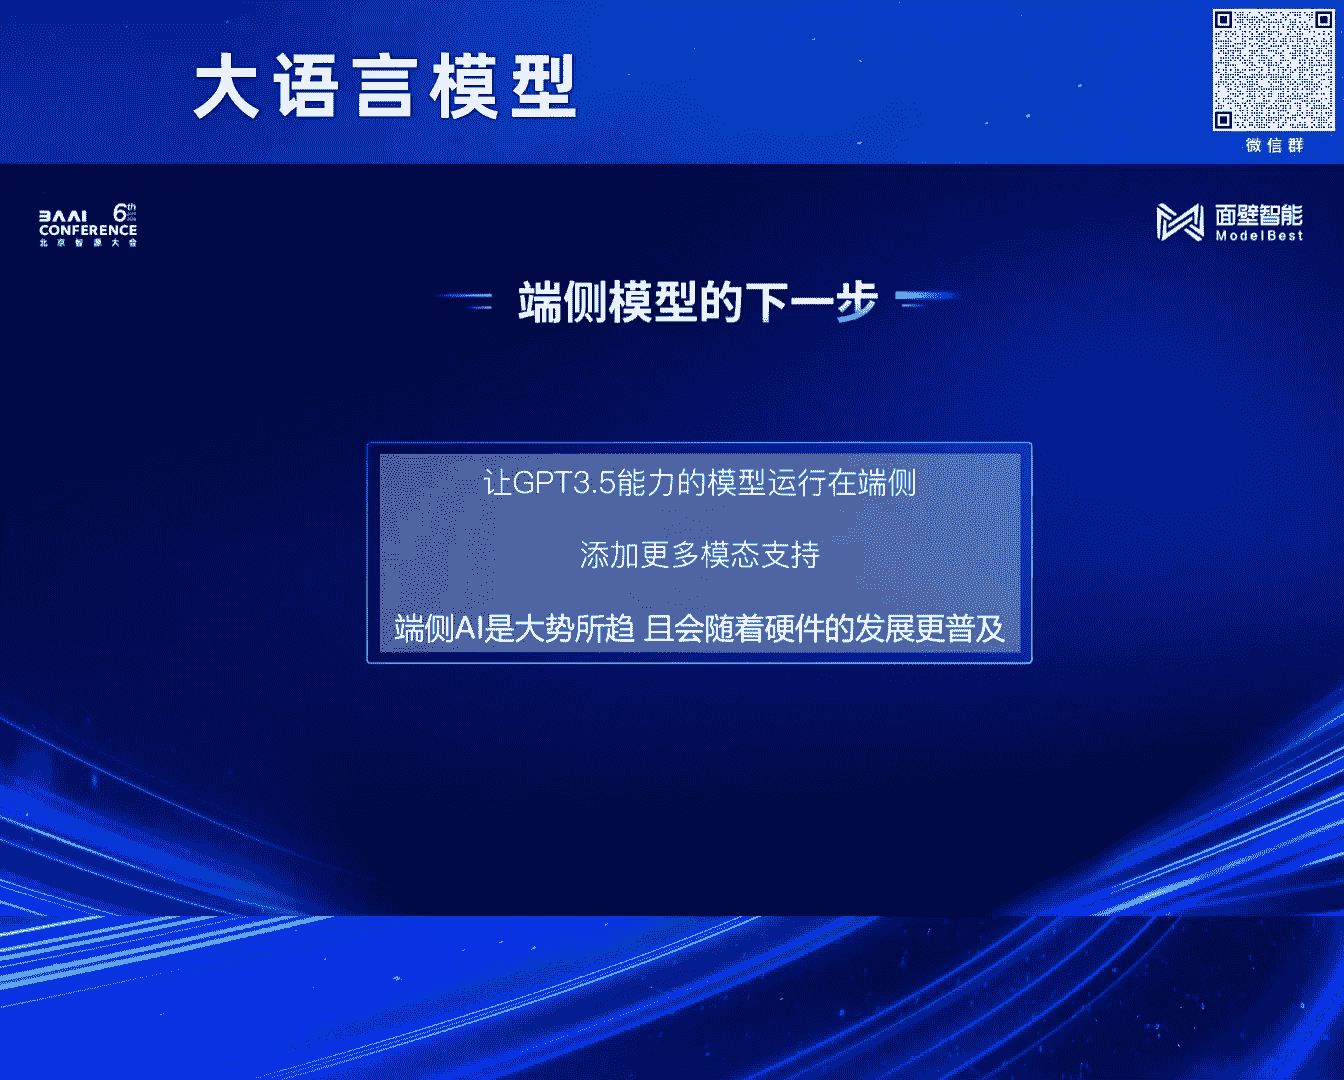 大语言模型
微信群
BAAI 6th
CONFERENCE
北京智源大会
面壁智能
ModelBest
端侧模型的下一步
让GPT3.5能力的模型运行在端侧
添加更多模态支持
端侧AI是大势所趋 且会随着硬件的发展更普及